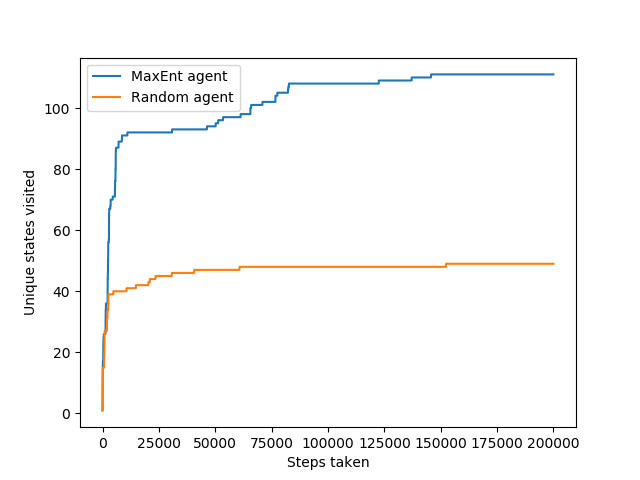 MaxEnt agent
Random agent
Unique states visited
100
80
60
40
20
0
0 25000 50000 75000 100000 125000 150000 175000 200000
Steps taken